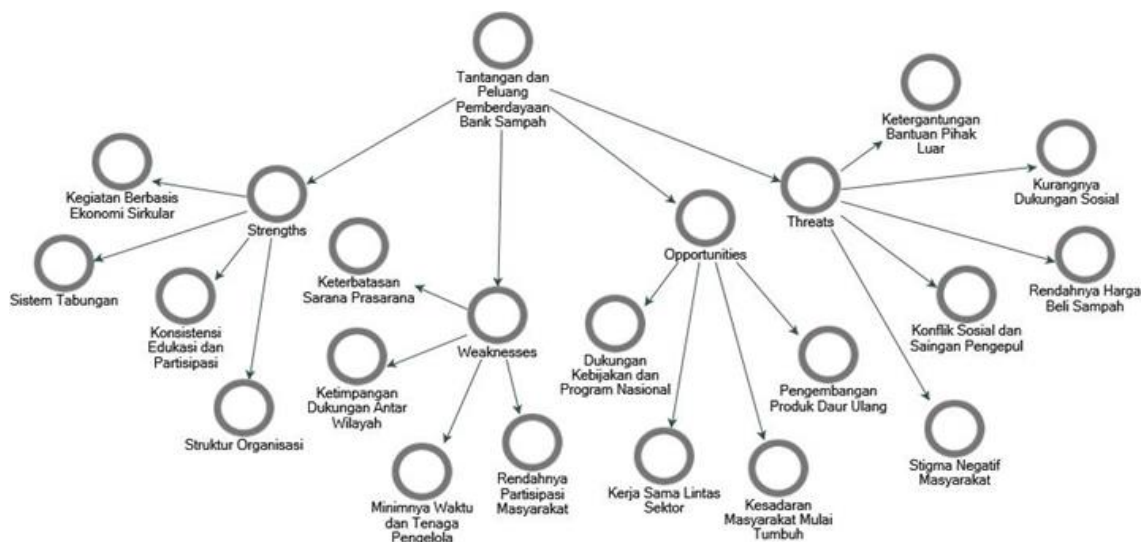 Tantangan dan
Peluang
Pemberdayaan
Bank Sampah
Kegiatan Berbasis
Ekonomi Sirkular
Strengths
Sistem Tabungan
Konsistensi
Edukasi dan
Partisipasi
Struktur Organisasi
Keterbatasan
Sarana Prasarana
Weaknesses
Ketimpangan
Dukungan Antar
Wilayah
Minimnya Waktu
dan Tenaga
Pengelola
Rendahnya
Partisipasi
Masyarakat
Opportunities
Dukungan
Kebijakan dan
Program Nasional
Kerja Sama Lintas
Sektor
Kesadaran
Masyarakat Mulai
Tumbuh
Pengembangan
Produk Daur Ulang
Threats
Ketergantungan
Bantuan Pihak
Luar
Kurangnya
Dukungan Sosial
Rendahnya Harga
Beli Sampah
Konflik Sosial dan
Saingan Pengepul
Stigma Negatif
Masyarakat